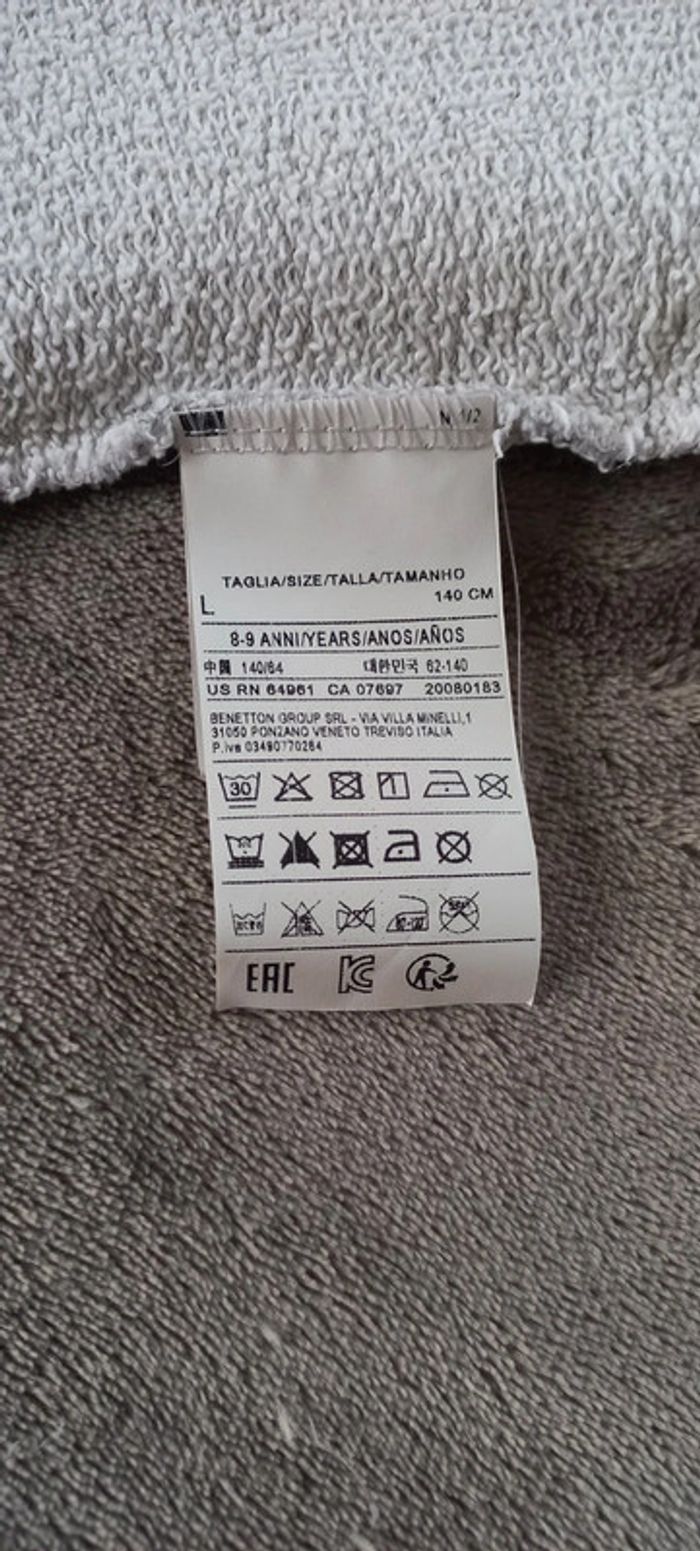 N 1/2
TAGLIA/SIZE/TALLA/TAMANHO
L 140 CM
8-9 ANNI/YEARS/ANOS/AÑOS
中國 140/64 대한민국 62-140
US RN 64961 CA 07697 20080183
BENETTON GROUP SRL - VIA VILLA MINELLI,1
31050 PONZANO VENETO TREVISO ITALIA
P.iva 03490770264
30
EAC